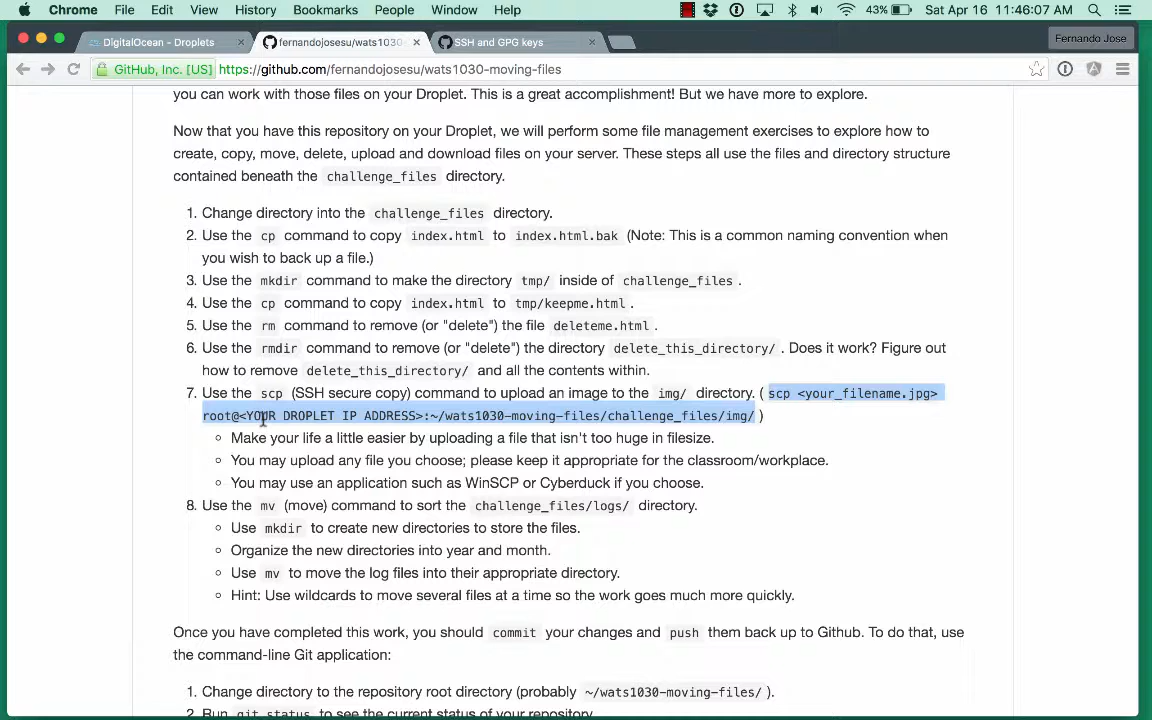 Chrome File Edit View History Bookmarks People Window Help 43% Sat Apr 16 11:46:07 AM
DigitalOcean - Droplets fernandojosesu/wats1030- SSH and GPG keys Fernando Jose
GitHub, Inc. [US] https://github.com/fernandojosesu/wats1030-moving-files
you can work with those files on your Droplet. This is a great accomplishment! But we have more to explore.
Now that you have this repository on your Droplet, we will perform some file management exercises to explore how to
create, copy, move, delete, upload and download files on your server. These steps all use the files and directory structure
contained beneath the challenge_files directory.
1. Change directory into the challenge_files directory.
2. Use the cp command to copy index.html to index.html.bak (Note: This is a common naming convention when
you wish to back up a file.)
3. Use the mkdir command to make the directory tmp/ inside of challenge_files .
4. Use the cp command to copy index.html to tmp/keepme.html .
5. Use the rm command to remove (or "delete") the file deleteme.html .
6. Use the rmdir command to remove (or "delete") the directory delete_this_directory/ . Does it work? Figure out
how to remove delete_this_directory/ and all the contents within.
7. Use the scp (SSH secure copy) command to upload an image to the img/ directory. ( scp <your_filename.jpg>
root@<YOUR DROPLET IP ADDRESS>:~/wats1030-moving-files/challenge_files/img/ )
◦ Make your life a little easier by uploading a file that isn't too huge in filesize.
◦ You may upload any file you choose; please keep it appropriate for the classroom/workplace.
◦ You may use an application such as WinSCP or Cyberduck if you choose.
8. Use the mv (move) command to sort the challenge_files/logs/ directory.
◦ Use mkdir to create new directories to store the files.
◦ Organize the new directories into year and month.
◦ Use mv to move the log files into their appropriate directory.
◦ Hint: Use wildcards to move several files at a time so the work goes much more quickly.
Once you have completed this work, you should commit your changes and push them back up to Github. To do that, use
the command-line Git application:
1. Change directory to the repository root directory (probably ~/wats1030-moving-files/ ).
2. Run git status to see the current status of your repository.